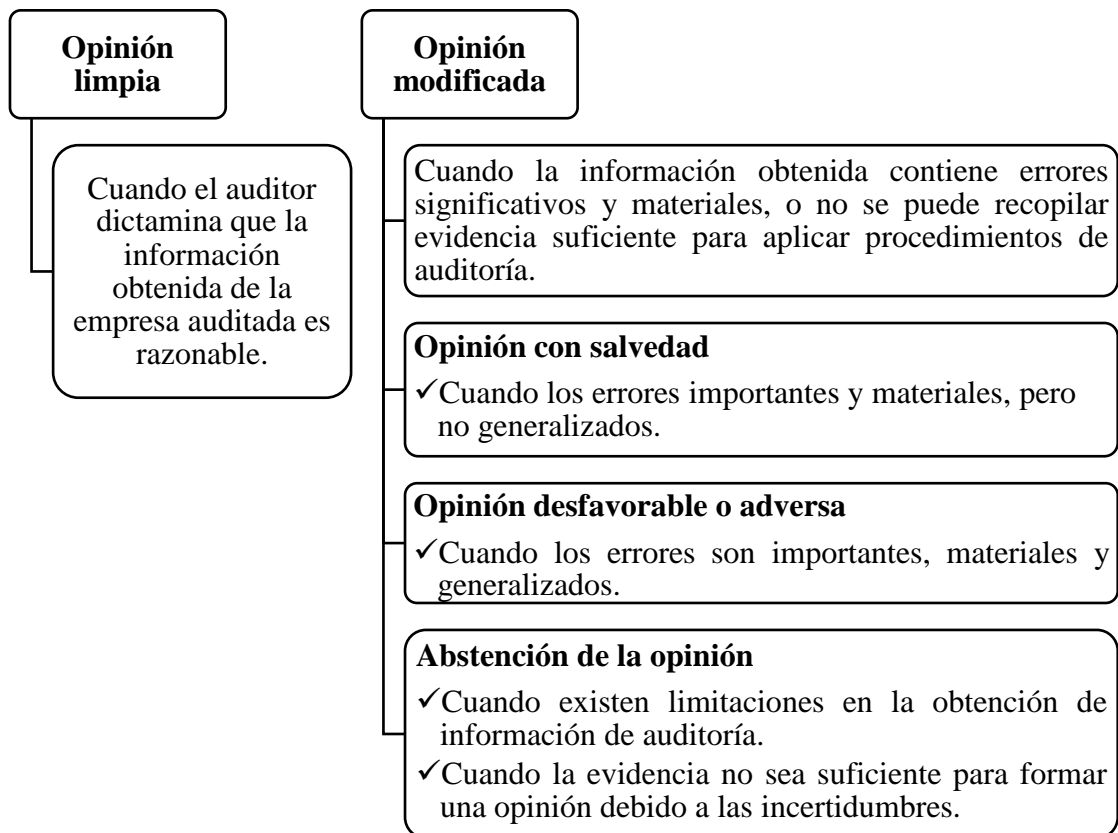 Opinión
limpia
Cuando el auditor
dictamina que la
información
obtenida de la
empresa auditada es
razonable.
Opinión
modificada
Cuando la información obtenida contiene errores
significativos y materiales, o no se puede recopilar
evidencia suficiente para aplicar procedimientos de
auditoría.
Opinión con salvedad
✓Cuando los errores importantes y materiales, pero
no generalizados.
Opinión desfavorable o adversa
✓Cuando los errores son importantes, materiales y
generalizados.
Abstención de la opinión
✓Cuando existen limitaciones en la obtención de
información de auditoría.
✓Cuando la evidencia no sea suficiente para formar
una opinión debido a las incertidumbres.